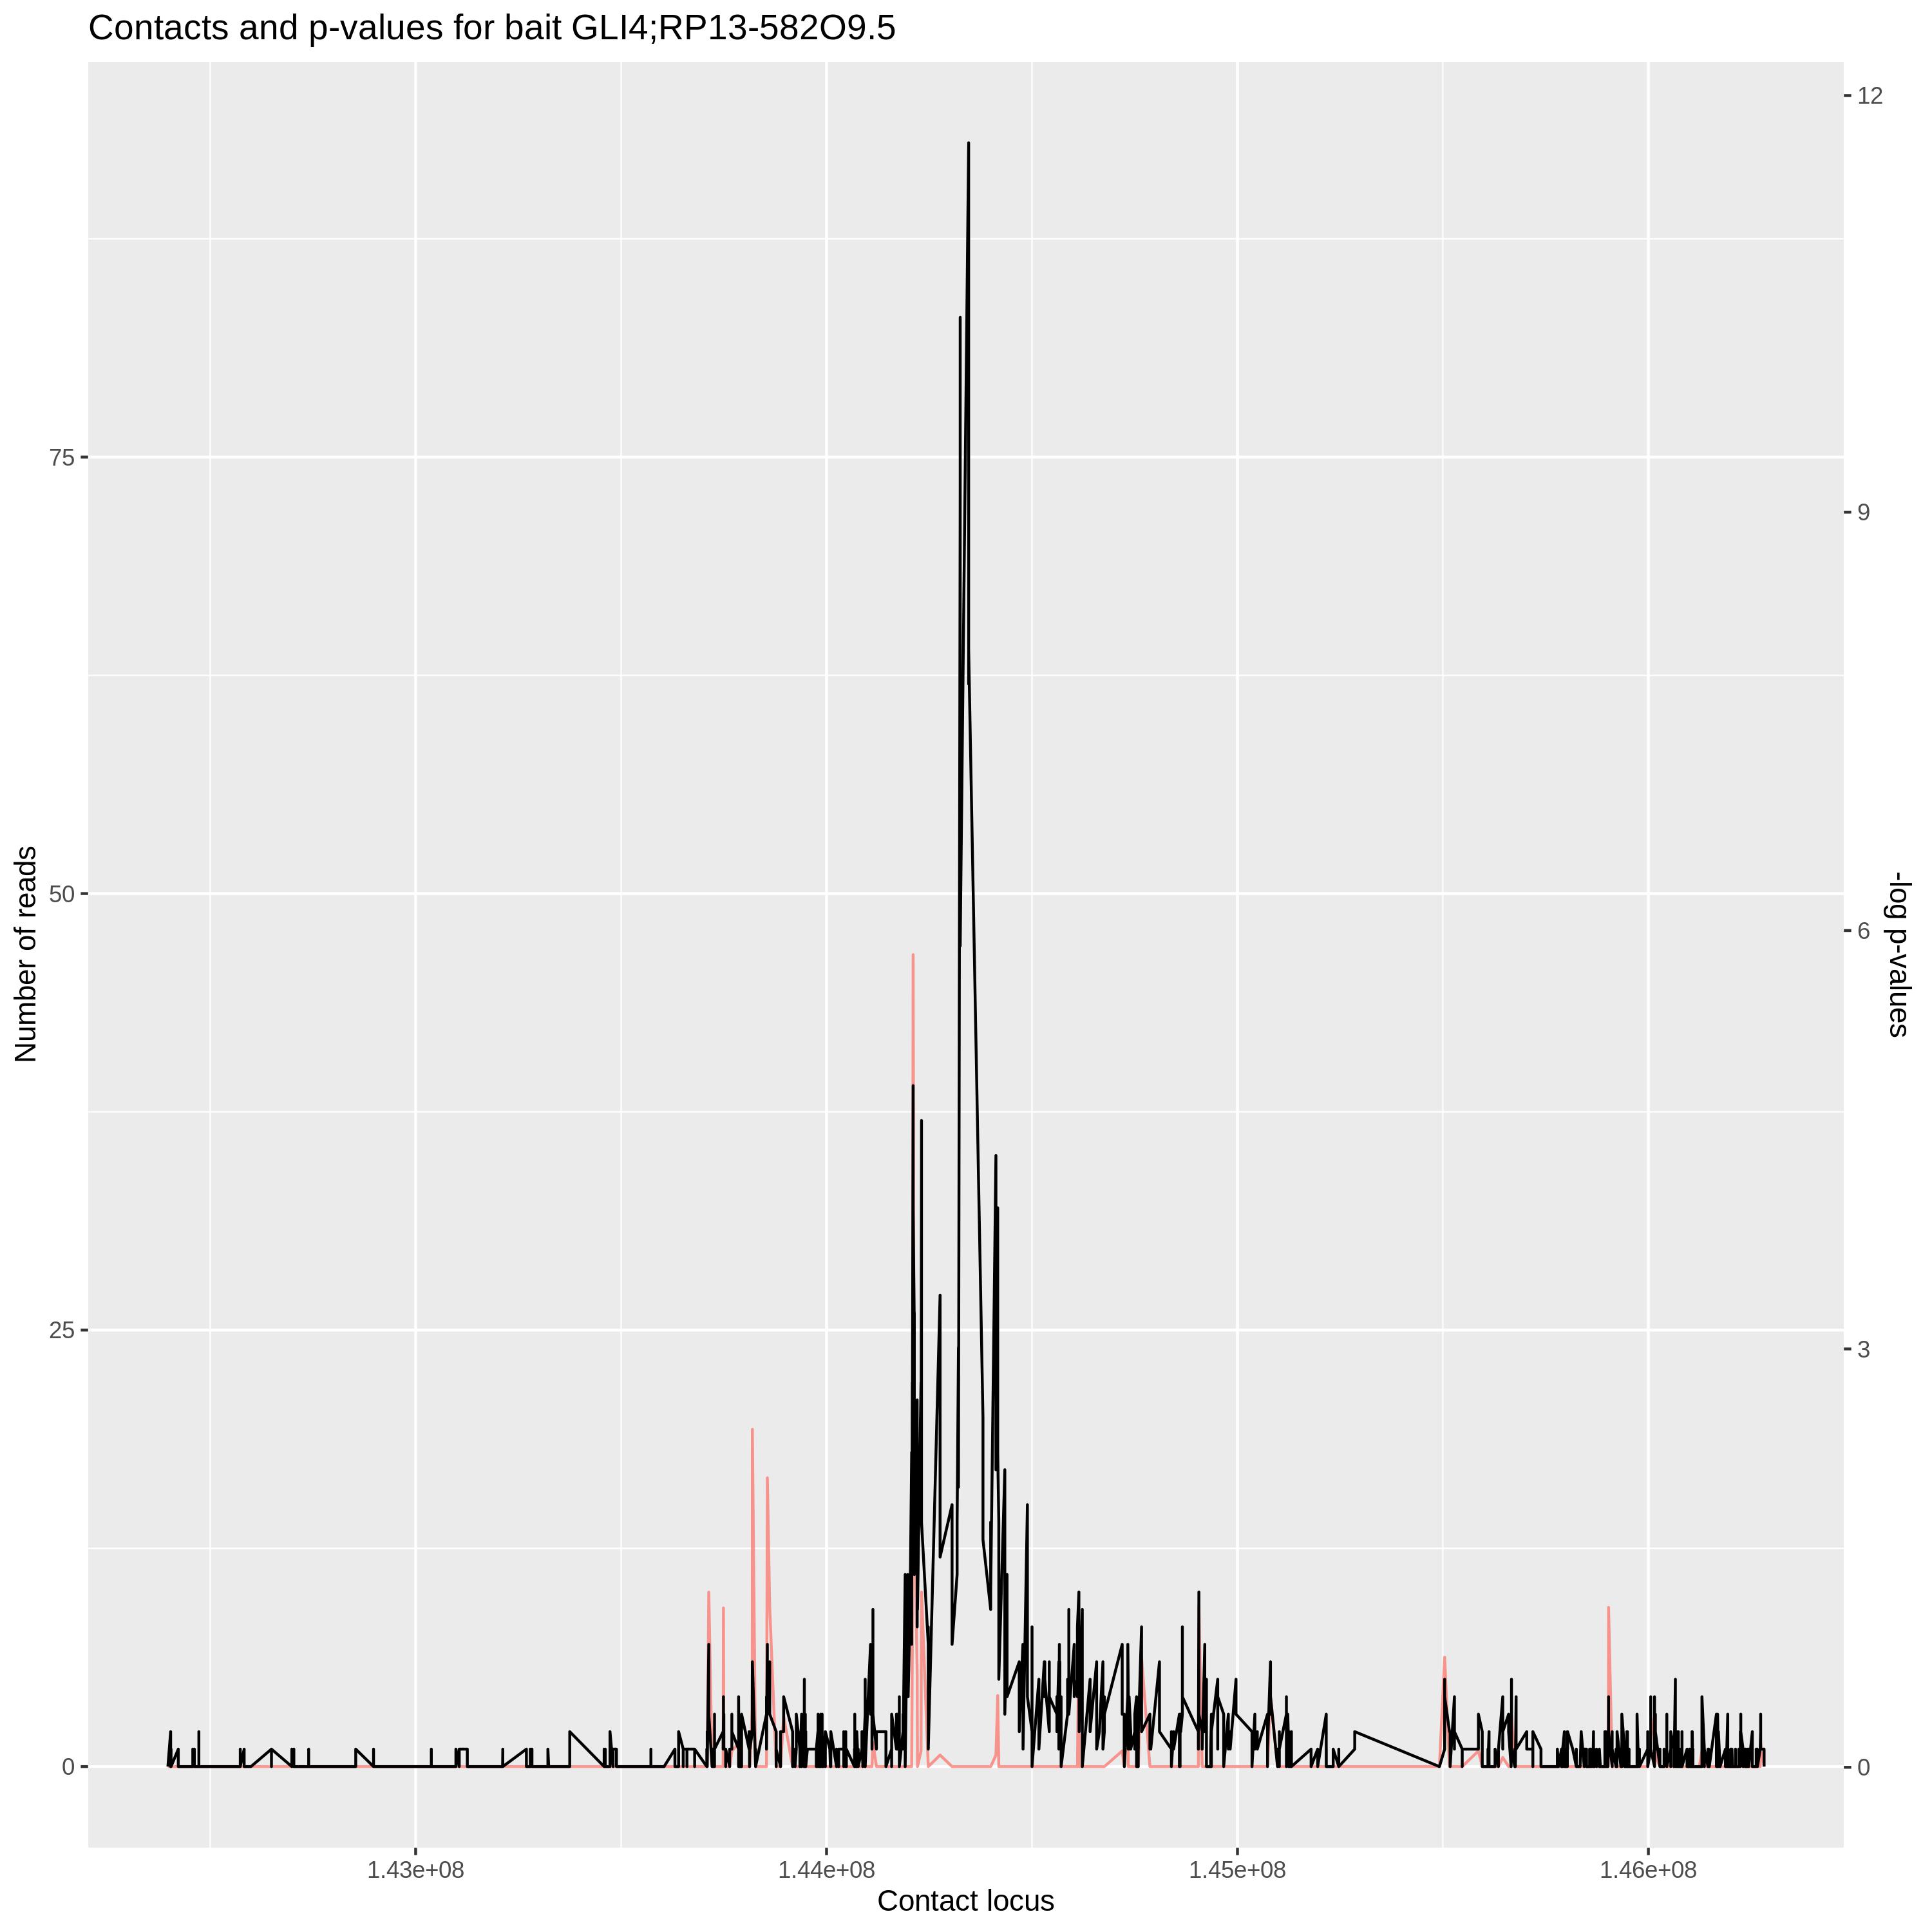 Contacts and p-values for bait GLI4;RP13-582O9.5
12
9
6
3
0
75
50
25
0
Number of reads
-log p-values
1.43e+08 1.44e+08 1.45e+08 1.46e+08
Contact locus